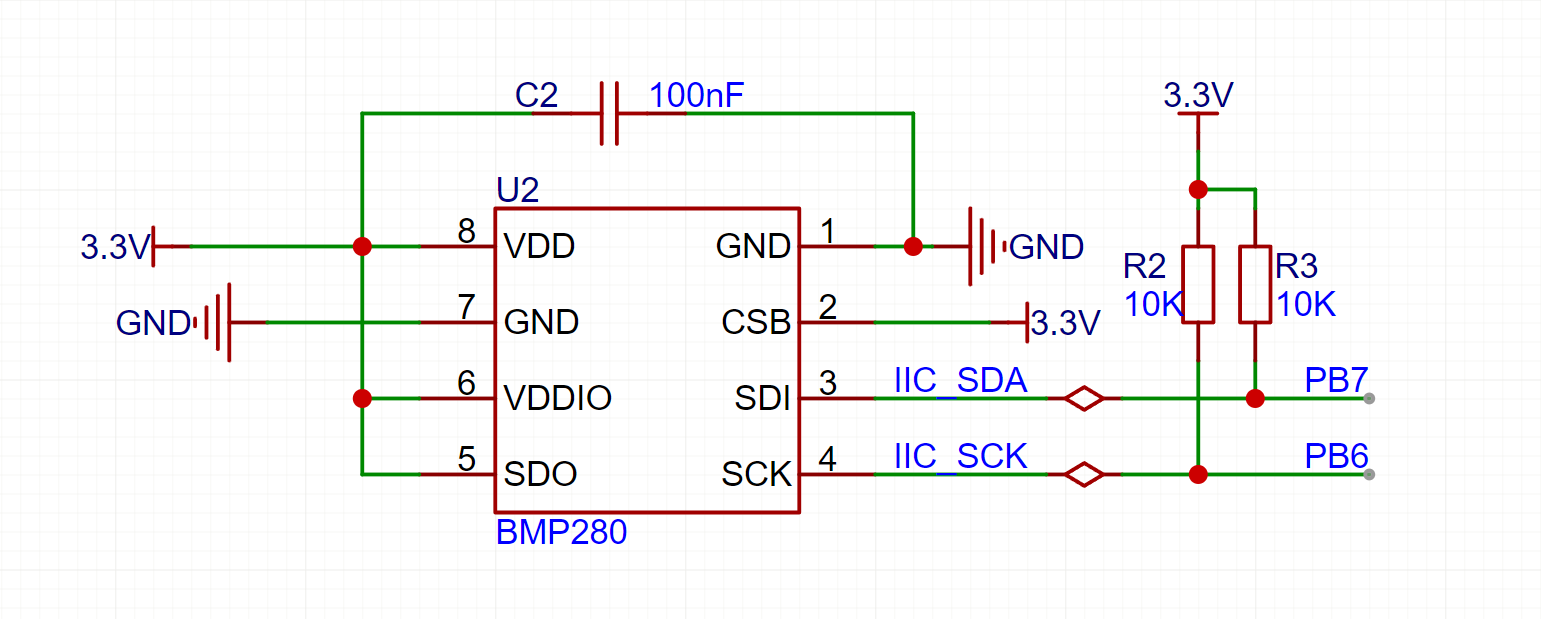 C2 100nF
3.3V
U2
3.3V 8 VDD GND 1 GND
R2 R3
10K 10K
GND 7 GND CSB 2 3.3V
6 VDDIO SDI 3 IIC_SDA PB7
5 SDO SCK 4 IIC_SCK PB6
BMP280